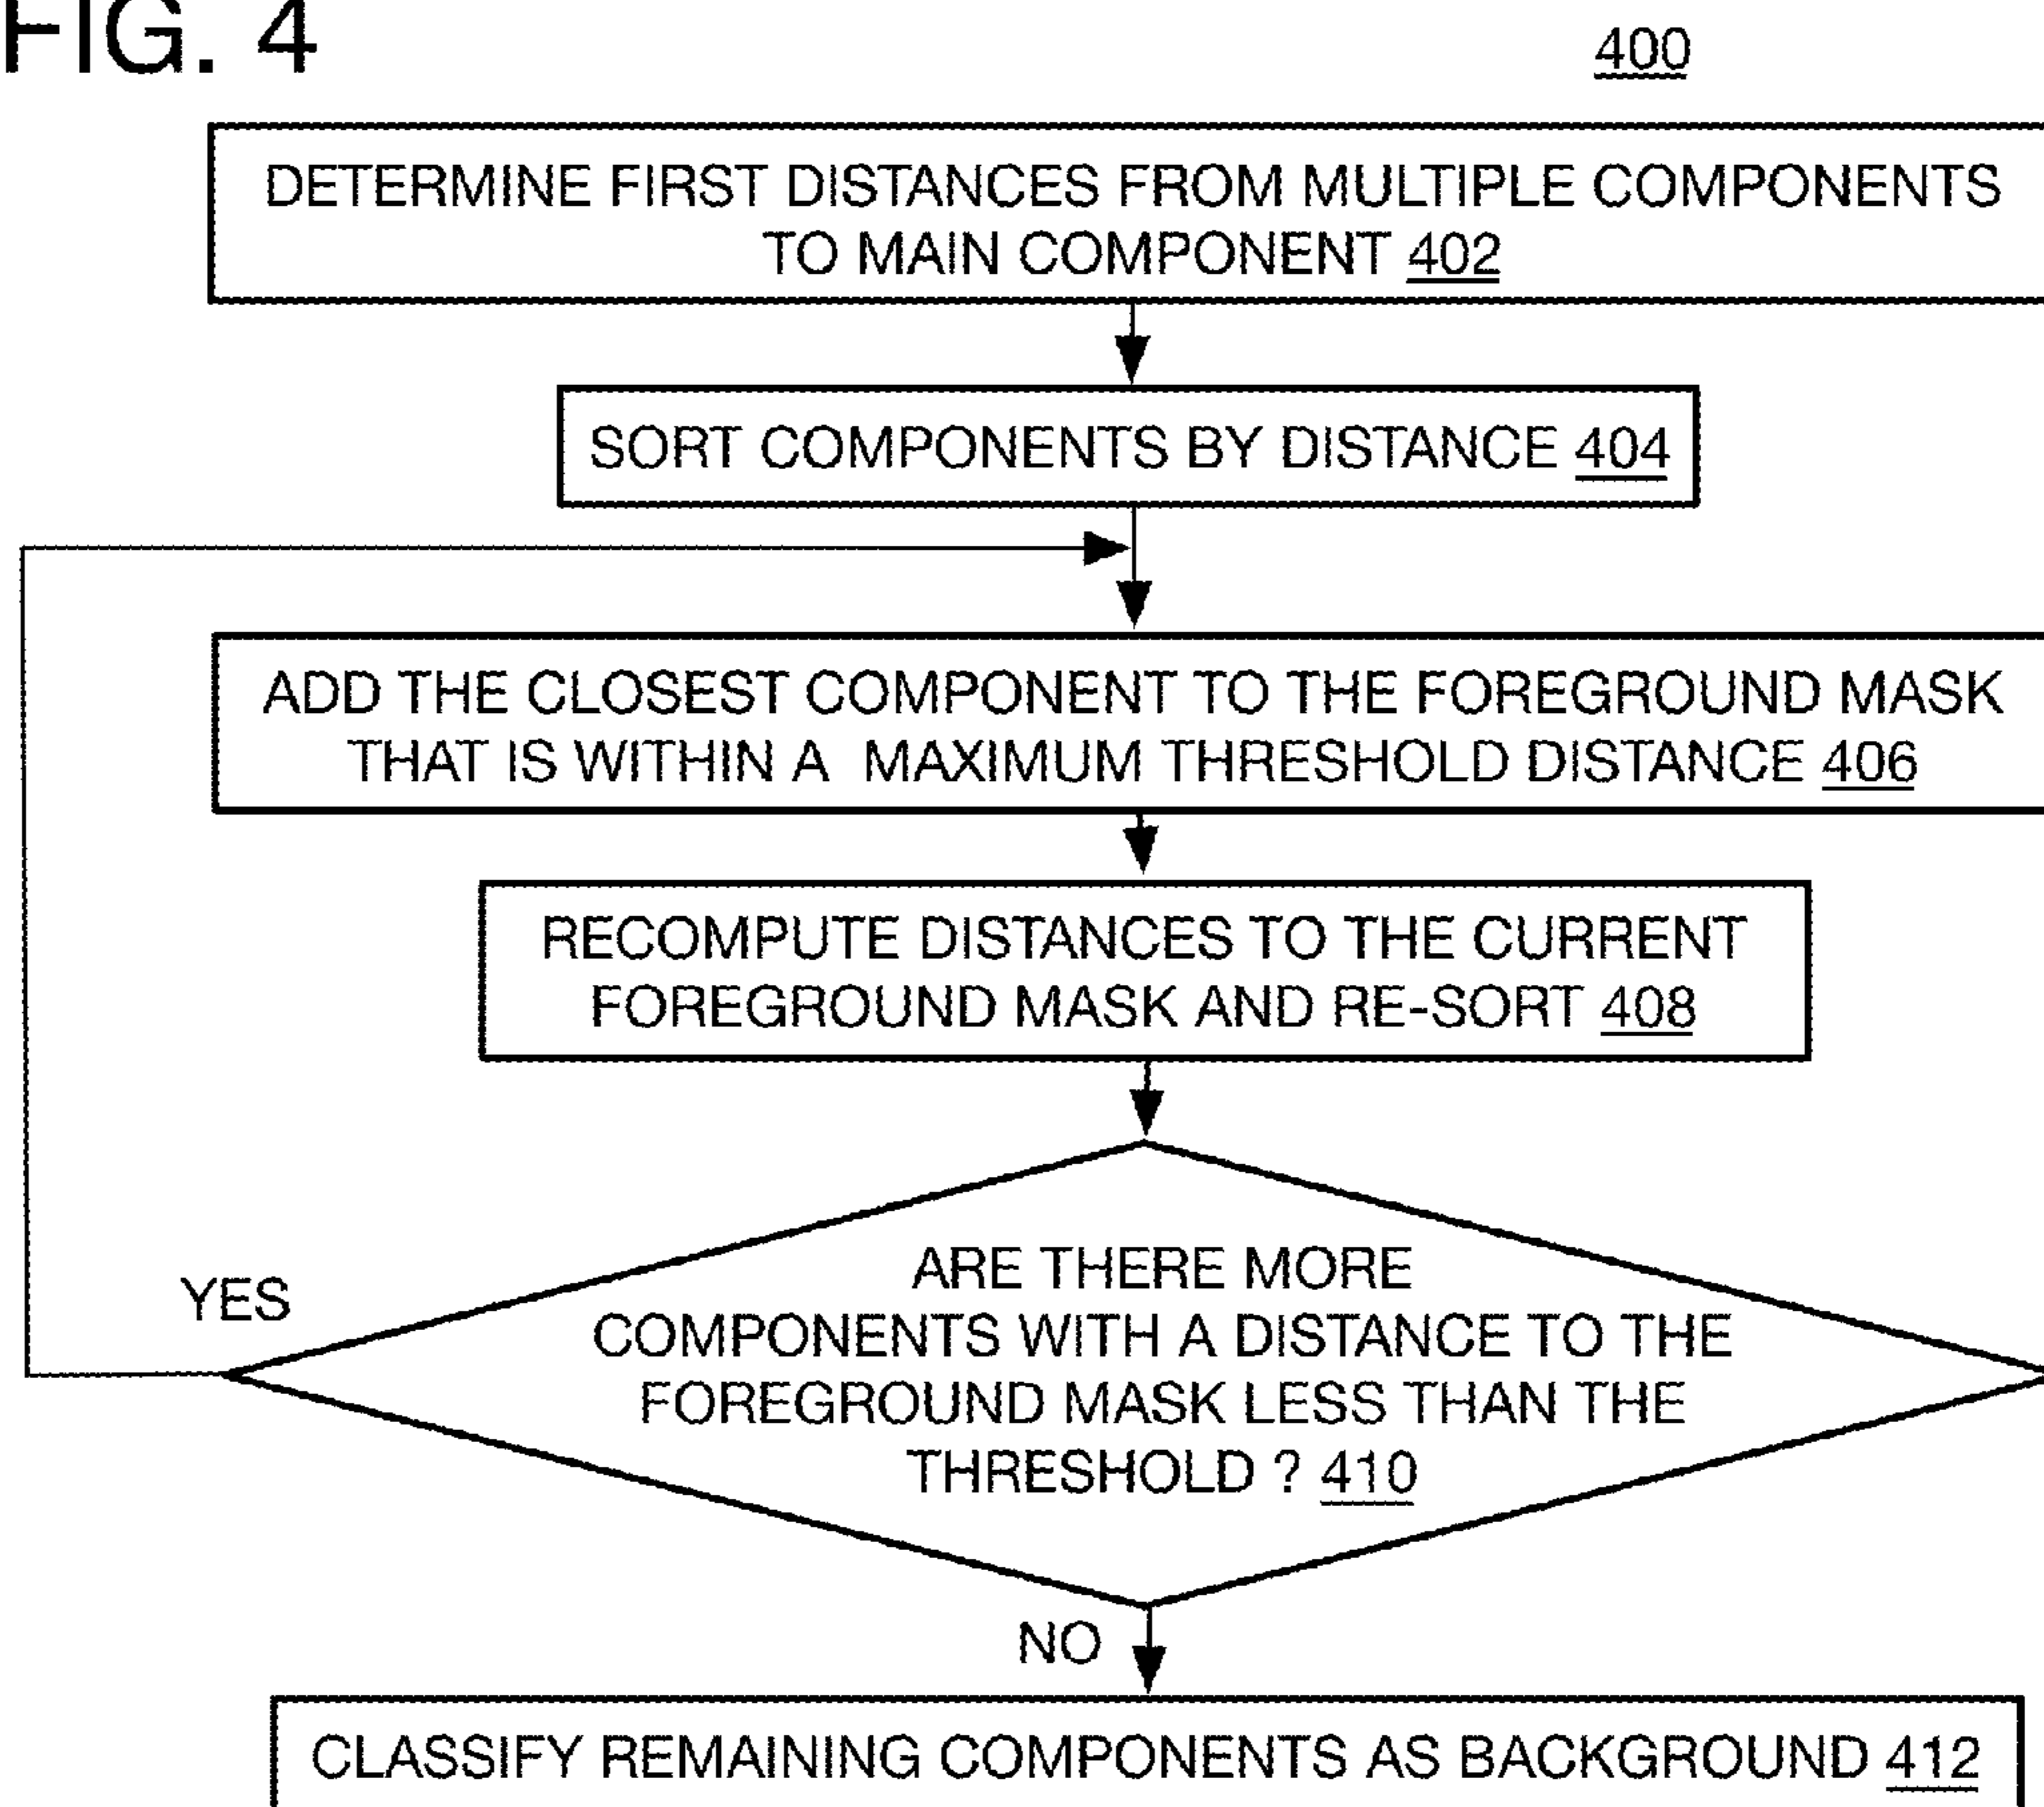 FIG. 4
400
DETERMINE FIRST DISTANCES FROM MULTIPLE COMPONENTS
TO MAIN COMPONENT 402
SORT COMPONENTS BY DISTANCE 404
ADD THE CLOSEST COMPONENT TO THE FOREGROUND MASK
THAT IS WITHIN A MAXIMUM THRESHOLD DISTANCE 406
RECOMPUTE DISTANCES TO THE CURRENT
FOREGROUND MASK AND RE-SORT 408
YES
ARE THERE MORE
COMPONENTS WITH A DISTANCE TO THE
FOREGROUND MASK LESS THAN THE
THRESHOLD ? 410
NO
CLASSIFY REMAINING COMPONENTS AS BACKGROUND 412